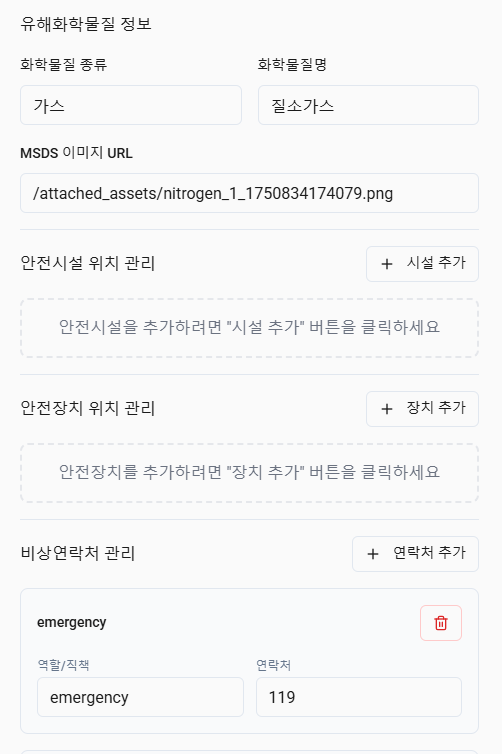 유해화학물질 정보
화학물질 종류 화학물질명
가스 질소가스
MSDS 이미지 URL
/attached_assets/nitrogen_1_1750834174079.png
안전시설 위치 관리 + 시설 추가
안전시설을 추가하려면 "시설 추가" 버튼을 클릭하세요
안전장치 위치 관리 + 장치 추가
안전장치를 추가하려면 "장치 추가" 버튼을 클릭하세요
비상연락처 관리 + 연락처 추가
emergency
역할/직책 연락처
emergency 119